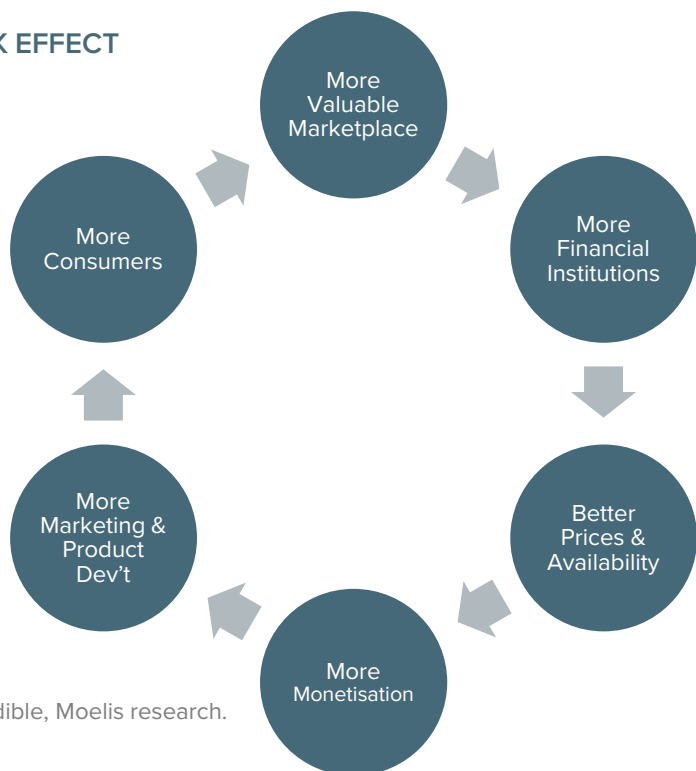 K EFFECT
More
Valuable
Marketplace
More
Financial
Institutions
Better
Prices &
Availability
More
Monetisation
More
Marketing &
Product
Dev't
More
Consumers
dible, Moelis research.